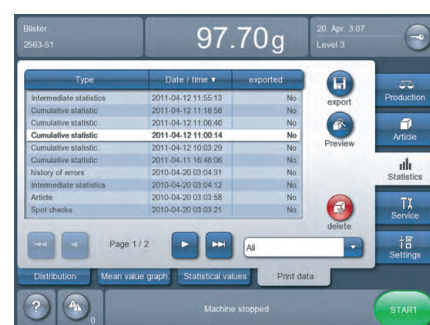 Blister
2563-51
97.70g
20. Apr. 3:07
Level 3
Type Date / time ▼ exported
Intermediate statistics 2011-04-12 11:55:13 No
Cumulative statistic 2011-04-12 11:18:56 No
Cumulative statistic 2011-04-12 11:06:46 No
Cumulative statistic 2011-04-12 11:00:14 No
Cumulative statistic 2011-04-12 10:03:29 No
Cumulative statistic 2011-04-11 16:46:06 No
history of errors 2010-04-20 03:04:31 No
Intermediate statistics 2010-04-20 03:04:12 No
Article 2010-04-20 03:03:58 No
Spot checks 2010-04-20 03:03:21 No
export
Preview
delete
Page 1 / 2
All
Production
Article
Statistics
Service
Settings
Distribution Mean value graph Statistical values Print data
? 0 Machine stopped START